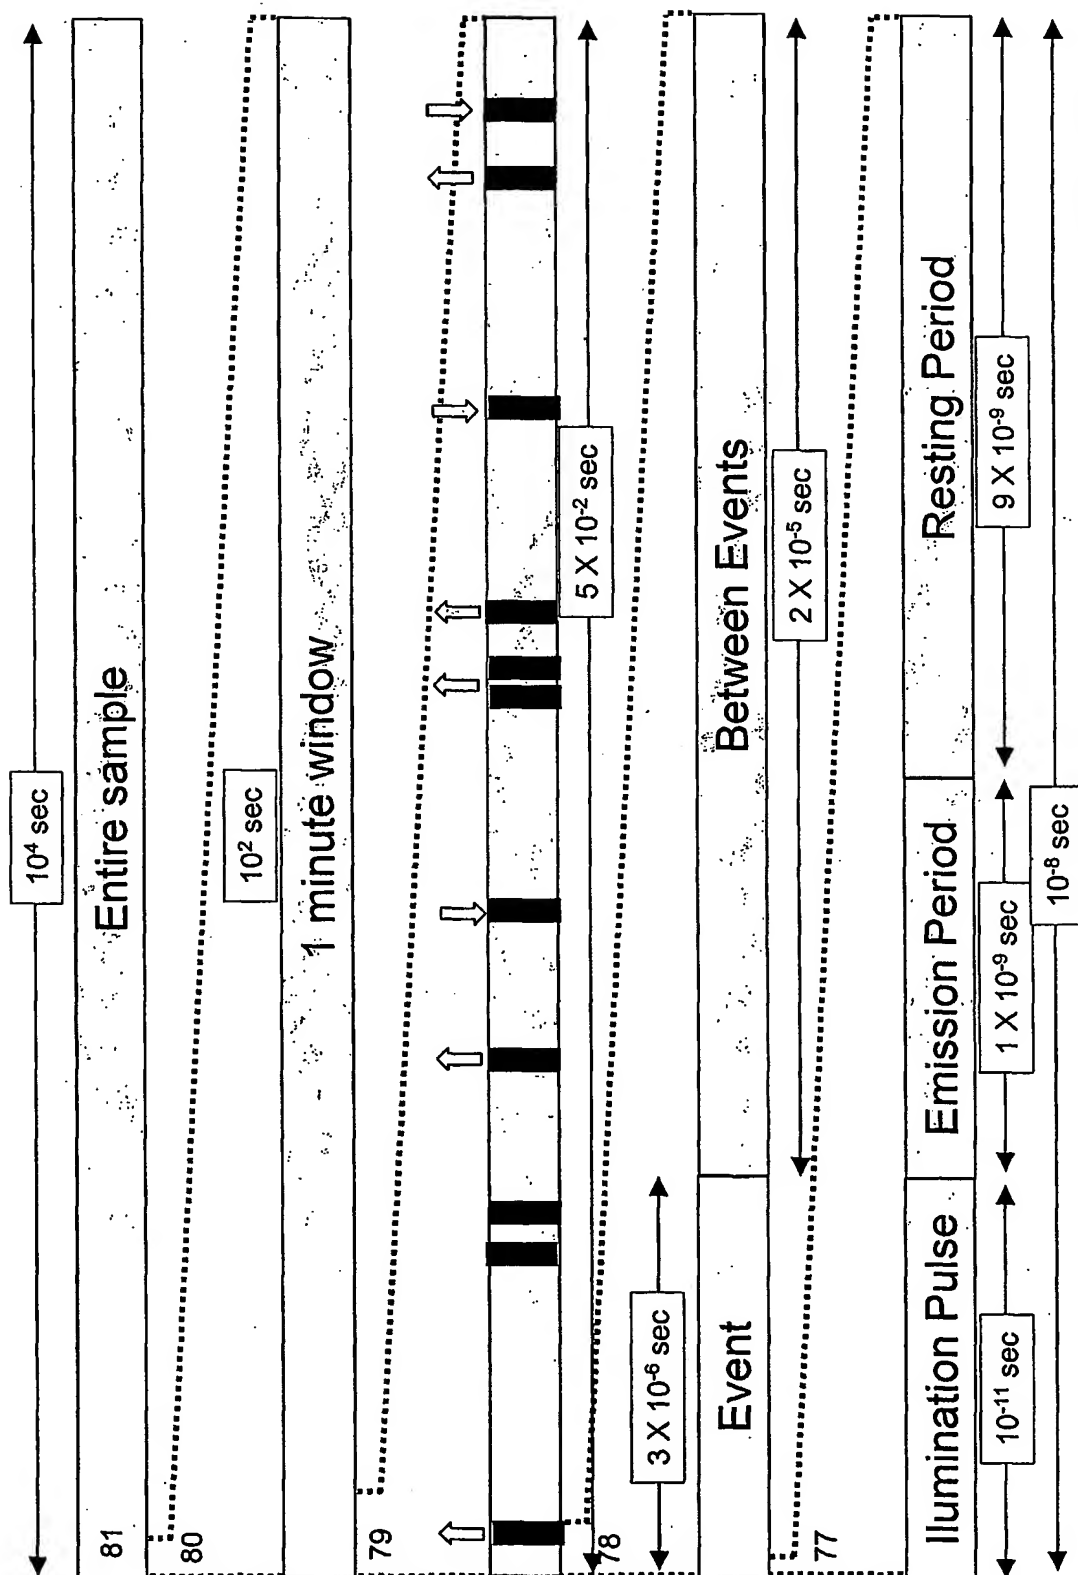 10⁴ sec
81
Entire sample
80
10² sec
1 minute window
79
5 X 10⁻² sec
78
3 X 10⁻⁶ sec
Event
Between Events
2 X 10⁻⁵ sec
77
Illumination Pulse
Emission Period
Resting Period
10⁻¹¹ sec
1 X 10⁻⁹ sec
9 X 10⁻⁹ sec
10⁻⁸ sec